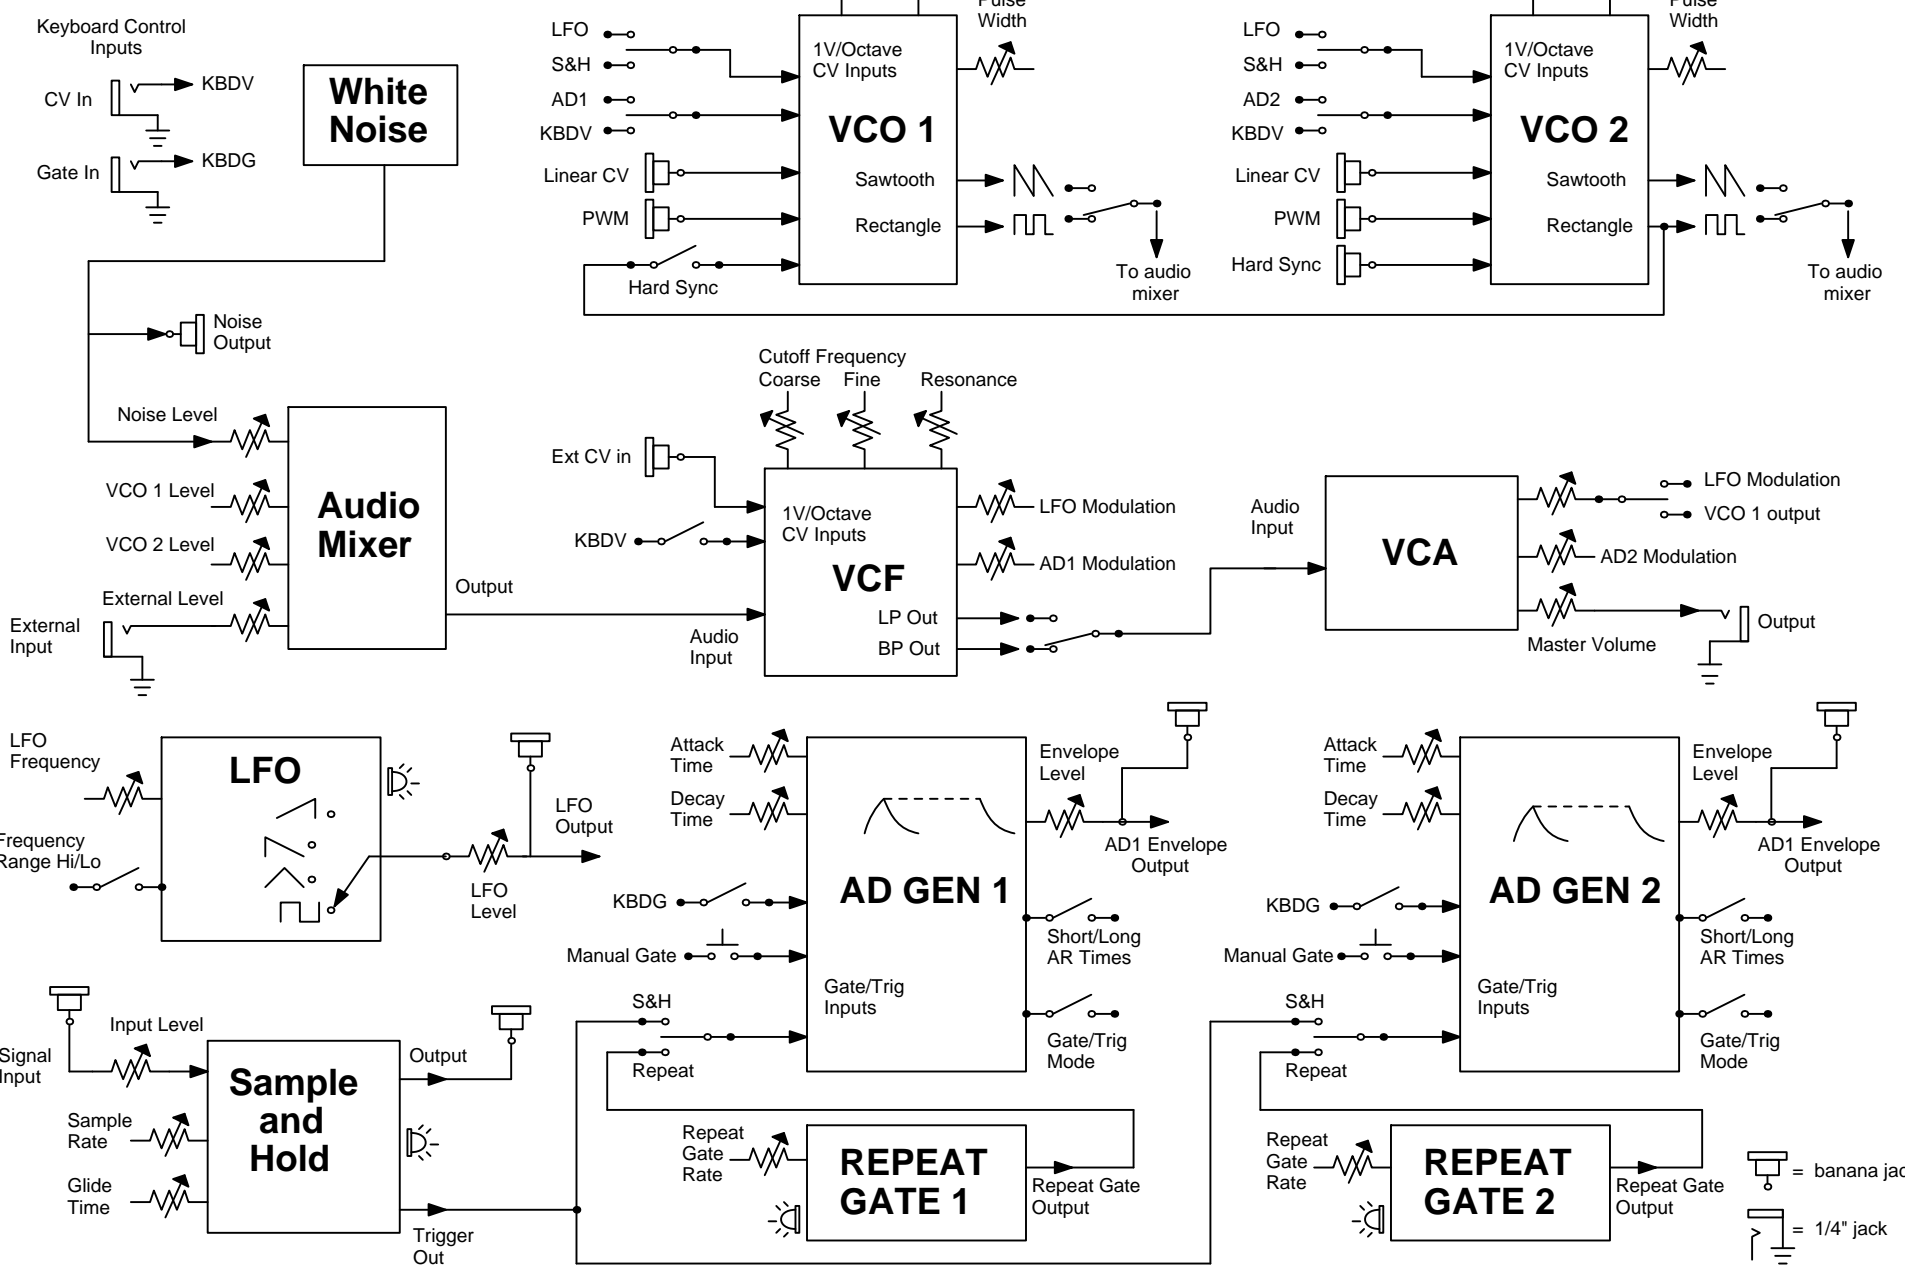 Keyboard Control
Inputs
CV In
KBDV
Gate In
KBDG
White
Noise
Noise
Output
LFO
S&H
AD1
KBDV
Linear CV
PWM
Hard Sync
1V/Octave
CV Inputs
VCO 1
Sawtooth
Rectangle
Pulse
Width
To audio
mixer
LFO
S&H
AD2
KBDV
Linear CV
PWM
Hard Sync
1V/Octave
CV Inputs
VCO 2
Sawtooth
Rectangle
Pulse
Width
To audio
mixer
Noise Level
VCO 1 Level
VCO 2 Level
External Level
External
Input
Audio
Mixer
Output
Cutoff Frequency
Coarse
Fine
Resonance
Ext CV in
KBDV
1V/Octave
CV Inputs
VCF
LP Out
BP Out
Audio
Input
LFO Modulation
AD1 Modulation
Audio
Input
VCA
LFO Modulation
VCO 1 output
AD2 Modulation
Master Volume
Output
LFO
Frequency
Frequency
Range Hi/Lo
LFO
LFO
Level
LFO
Output
Attack
Time
Decay
Time
KBDG
Manual Gate
S&H
Repeat
AD GEN 1
Gate/Trig
Inputs
Envelope
Level
AD1 Envelope
Output
Short/Long
AR Times
Gate/Trig
Mode
Attack
Time
Decay
Time
KBDG
Manual Gate
S&H
Repeat
AD GEN 2
Gate/Trig
Inputs
Envelope
Level
AD1 Envelope
Output
Short/Long
AR Times
Gate/Trig
Mode
Signal
Input
Input Level
Sample
Rate
Glide
Time
Sample
and
Hold
Output
Trigger
Out
Repeat
Gate
Rate
REPEAT
GATE 1
Repeat Gate
Output
Repeat
Gate
Rate
REPEAT
GATE 2
Repeat Gate
Output
= banana jac
= 1/4" jack